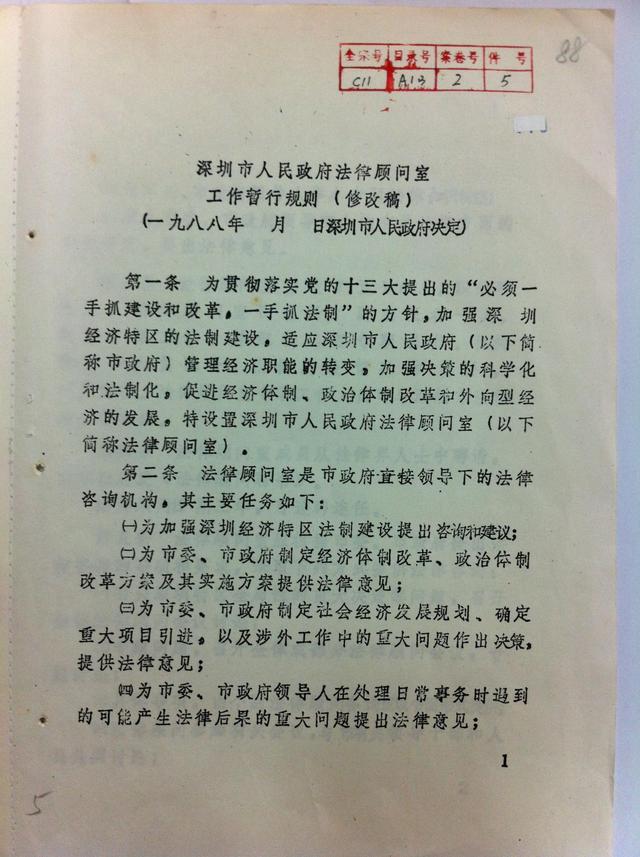 88
全宗号 目录号 案卷号 件 号
C11 A13 2 5
深圳市人民政府法律顾问室
工作暂行规则（修改稿）
（一九八八年　月　日深圳市人民政府决定）
第一条　为贯彻落实党的十三大提出的“必须一
手抓建设和改革，一手抓法制”的方针，加强深　圳
经济特区的法制建设，适应深圳市人民政府（以下简
称市政府）管理经济职能的转变，加强决策的科学化
和法制化，促进经济体制、政治体制改革和外向型经
济的发展，特设置深圳市人民政府法律顾问室（以下
简称法律顾问室）．
第二条　法律顾问室是市政府直接领导下的法律
咨询机构，其主要任务如下：
㈠为加强深圳经济特区法制建设提出咨询和建议；
㈡为市委、市政府制定经济体制改革、政治体制
改革方案及其实施方案提供法律意见；
㈢为市委、市政府制定社会经济发展规划、确定
重大项目引进，以及涉外工作中的重大问题作出决策，
提供法律意见；
㈣为市委、市政府领导人在处理日常事务时遇到
的可能产生法律后果的重大问题提出法律意见；
1
5